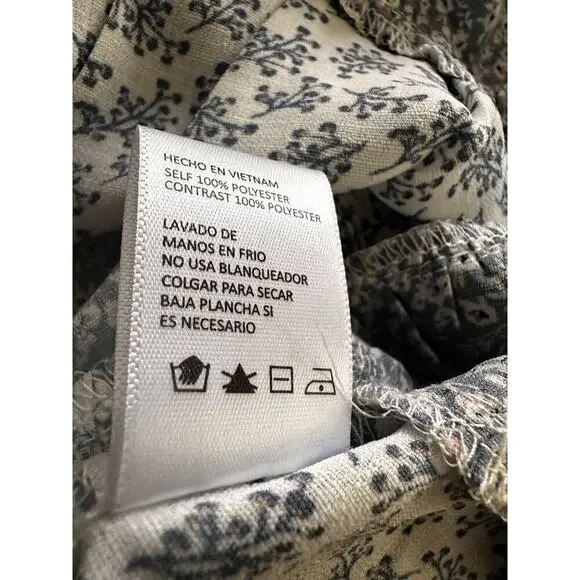 HECHO EN VIETNAM
SELF 100% POLYESTER
CONTRAST 100% POLYESTER
LAVADO DE
MANOS EN FRIO
NO USA BLANQUEADOR
COLGAR PARA SECAR
BAJA PLANCHA SI
ES NECESARIO